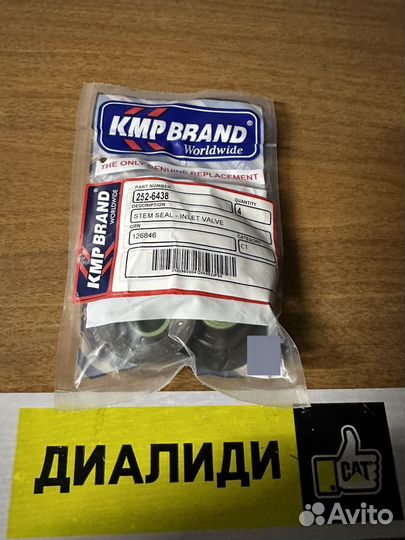 KMP BRAND®
Worldwide
THE ONLY GENUINE REPLACEMENT
KMP BRAND
WORLDWIDE
PART NUMBER
252-6438
DESCRIPTION
STEM SEAL - INLET VALVE
QUANTITY
4
GRN
126846
CATEGORY
CT
ДИАЛИДИ
CAT
Avito